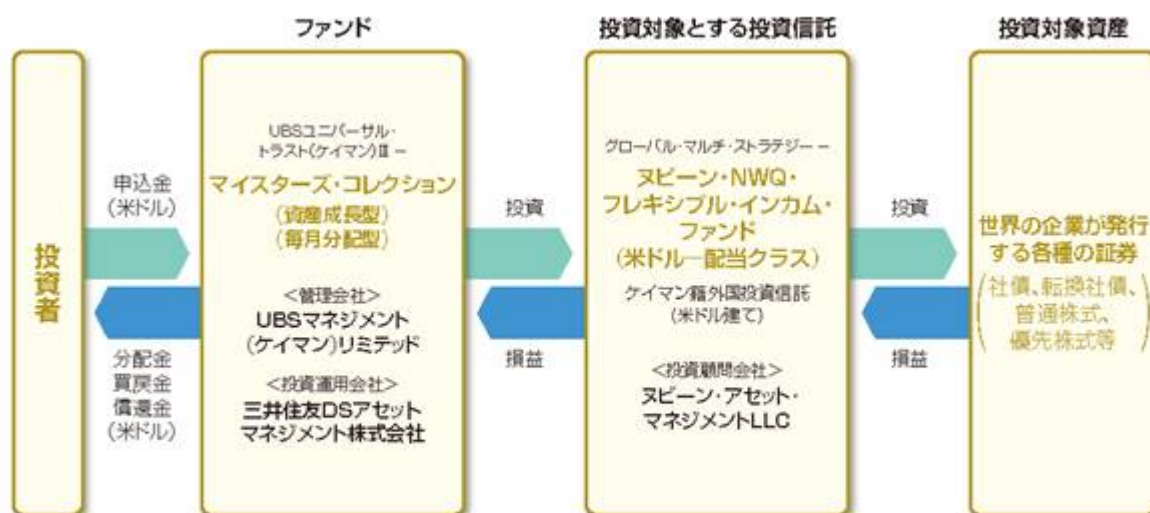 ファンド
投資対象とする投資信託
投資対象資産
投資者
申込金
(米ドル)
分配金
買戻金
償還金
(米ドル)
UBSユニバーサル・
トラスト(ケイマン)Ⅲ－
マイスターズ・コレクション
(資産成長型)
(毎月分配型)
<管理会社>
UBSマネジメント
(ケイマン)リミテッド
<投資運用会社>
三井住友DSアセット
マネジメント株式会社
投資
損益
グローバル・マルチ・ストラテジー－
ヌビーン・NWQ・
フレキシブル・インカム・
ファンド
(米ドル―配当クラス)
ケイマン籍外国投資信託
(米ドル建て)
<投資顧問会社>
ヌビーン・アセット・
マネジメントLLC
投資
損益
世界の企業が発行
する各種の証券
(社債、転換社債、
普通株式、
優先株式等)